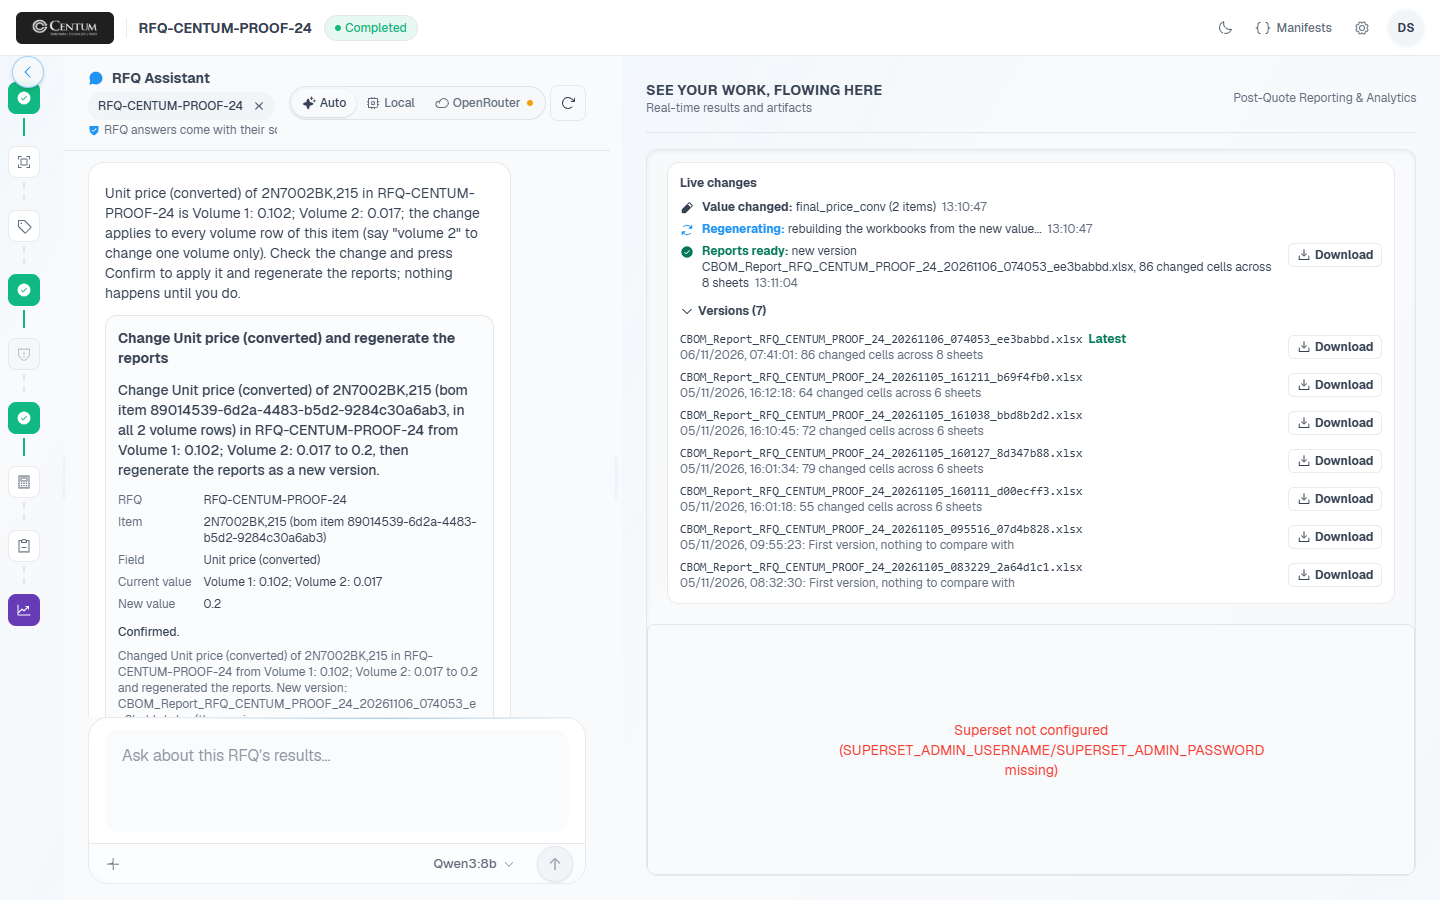 CENTUM
RFQ-CENTUM-PROOF-24
Completed
Manifests
DS
RFQ Assistant
RFQ-CENTUM-PROOF-24
Auto
Local
OpenRouter
RFQ answers come with their sc
SEE YOUR WORK, FLOWING HERE
Real-time results and artifacts
Post-Quote Reporting & Analytics
Unit price (converted) of 2N7002BK,215 in RFQ-CENTUM-
PROOF-24 is Volume 1: 0.102; Volume 2: 0.017; the change
applies to every volume row of this item (say "volume 2" to
change one volume only). Check the change and press
Confirm to apply it and regenerate the reports; nothing
happens until you do.
Change Unit price (converted) and regenerate the
reports
Change Unit price (converted) of 2N7002BK,215 (bom
item 89014539-6d2a-4483-b5d2-9284c30a6ab3, in
all 2 volume rows) in RFQ-CENTUM-PROOF-24 from
Volume 1: 0.102; Volume 2: 0.017 to 0.2, then
regenerate the reports as a new version.
RFQ RFQ-CENTUM-PROOF-24
Item 2N7002BK,215 (bom item 89014539-6d2a-4483-
b5d2-9284c30a6ab3)
Field Unit price (converted)
Current value Volume 1: 0.102; Volume 2: 0.017
New value 0.2
Confirmed.
Changed Unit price (converted) of 2N7002BK,215 in RFQ-
CENTUM-PROOF-24 from Volume 1: 0.102; Volume 2: 0.017 to 0.2
and regenerated the reports. New version:
CBOM_Report_RFQ_CENTUM_PROOF_24_20261106_074053_e
Ask about this RFQ's results...
Qwen3:8b
Live changes
Value changed: final_price_conv (2 items) 13:10:47
Regenerating: rebuilding the workbooks from the new value... 13:10:47
Reports ready: new version
CBOM_Report_RFQ_CENTUM_PROOF_24_20261106_074053_ee3babbd.xlsx, 86 changed cells across
8 sheets 13:11:04
Download
Versions (7)
CBOM_Report_RFQ_CENTUM_PROOF_24_20261106_074053_ee3babbd.xlsx Latest
06/11/2026, 07:41:01: 86 changed cells across 8 sheets
Download
CBOM_Report_RFQ_CENTUM_PROOF_24_20261105_161211_b69f4fb0.xlsx
05/11/2026, 16:12:18: 64 changed cells across 6 sheets
Download
CBOM_Report_RFQ_CENTUM_PROOF_24_20261105_161038_bbd8b2d2.xlsx
05/11/2026, 16:10:45: 72 changed cells across 6 sheets
Download
CBOM_Report_RFQ_CENTUM_PROOF_24_20261105_160127_8d347b88.xlsx
05/11/2026, 16:01:34: 79 changed cells across 6 sheets
Download
CBOM_Report_RFQ_CENTUM_PROOF_24_20261105_160111_d00ecff3.xlsx
05/11/2026, 16:01:18: 55 changed cells across 6 sheets
Download
CBOM_Report_RFQ_CENTUM_PROOF_24_20261105_095516_07d4b828.xlsx
05/11/2026, 09:55:23: First version, nothing to compare with
Download
CBOM_Report_RFQ_CENTUM_PROOF_24_20261105_083229_2a64d1c1.xlsx
05/11/2026, 08:32:30: First version, nothing to compare with
Download
Superset not configured
(SUPERSET_ADMIN_USERNAME/SUPERSET_ADMIN_PASSWORD
missing)